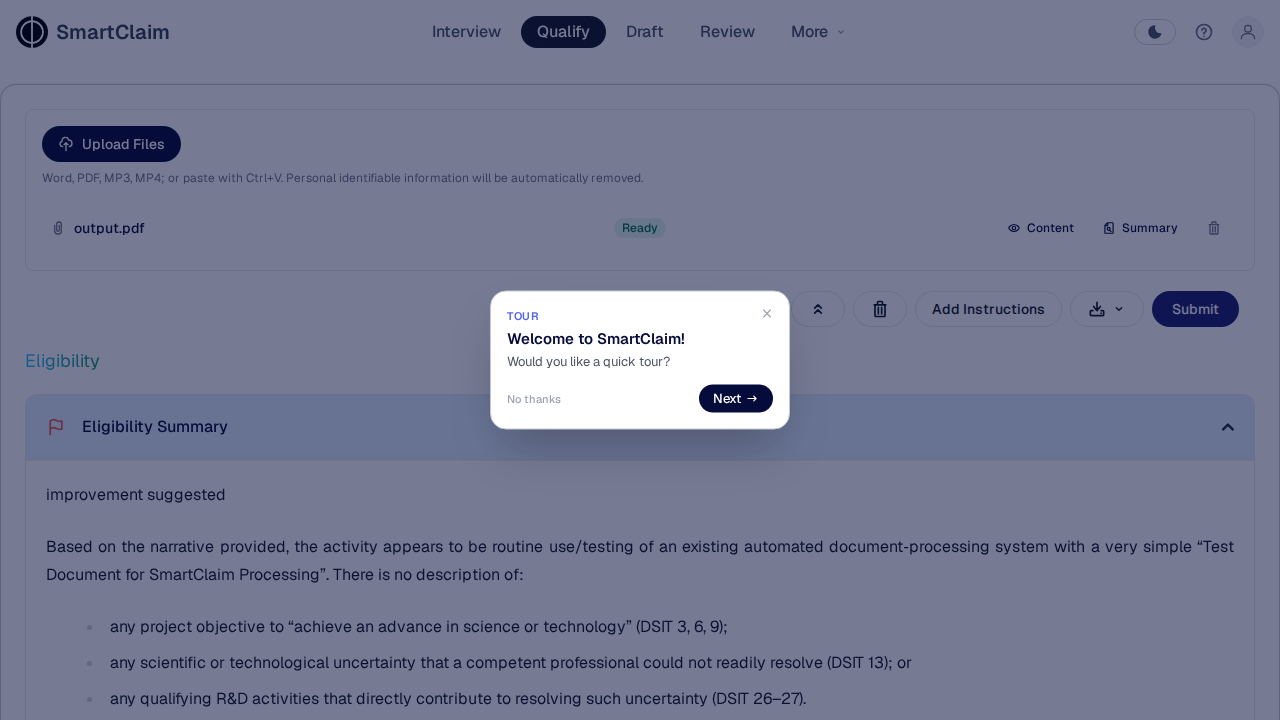 SmartClaim
Interview
Qualify
Draft
Review
More
Upload Files
Word, PDF, MP3, MP4; or paste with Ctrl+V. Personal identifiable information will be automatically removed.
output.pdf
Ready
Content
Summary
Add Instructions
Submit
TOUR
Welcome to SmartClaim!
Would you like a quick tour?
No thanks
Next →
Eligibility
Eligibility Summary
improvement suggested
Based on the narrative provided, the activity appears to be routine use/testing of an existing automated document-processing system with a very simple “Test
Document for SmartClaim Processing”. There is no description of:
any project objective to “achieve an advance in science or technology” (DSIT 3, 6, 9);
any scientific or technological uncertainty that a competent professional could not readily resolve (DSIT 13); or
any qualifying R&D activities that directly contribute to resolving such uncertainty (DSIT 26–27).